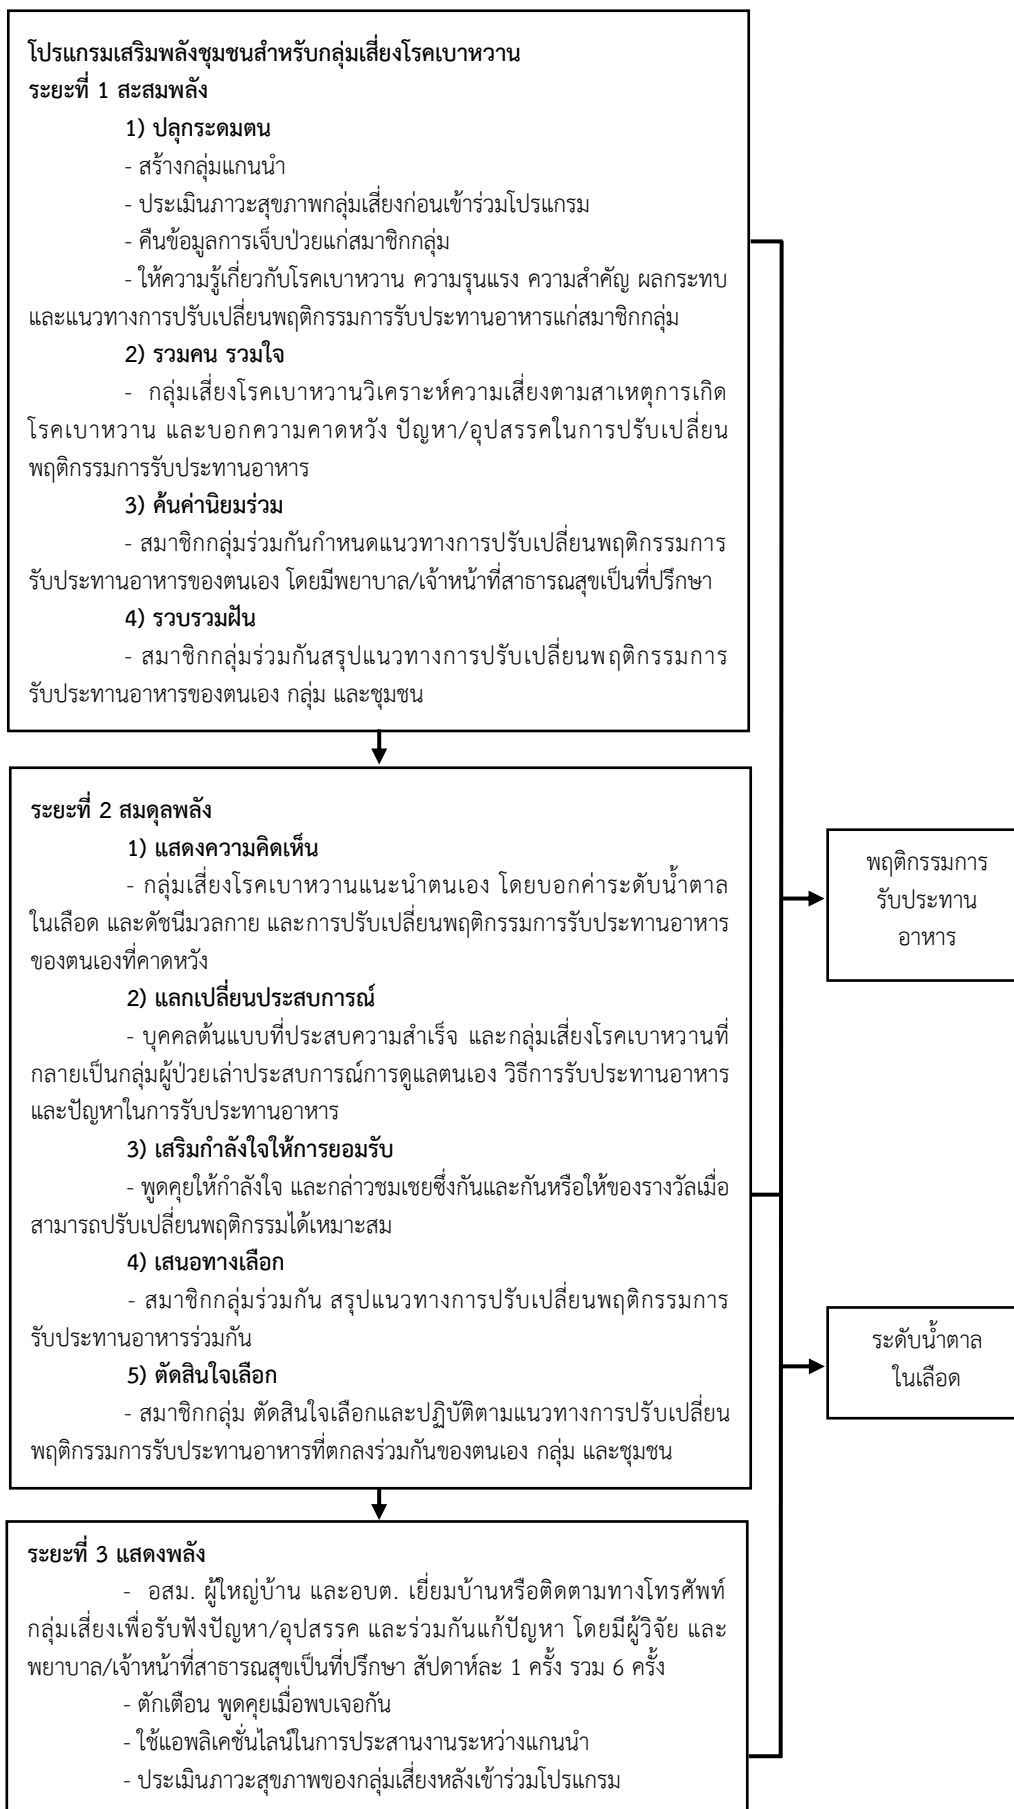 โปรแกรมเสริมพลังชุมชนสำหรับกลุ่มเสี่ยงโรคเบาหวาน
ระยะที่ 1 สะสมพลัง
1) ปลุกระดมตน
- สร้างกลุ่มแกนนำ
- ประเมินภาวะสุขภาพกลุ่มเสี่ยงก่อนเข้าร่วมโปรแกรม
- คืนข้อมูลการเจ็บป่วยแก่สมาชิกกลุ่ม
- ให้ความรู้เกี่ยวกับโรคเบาหวาน ความรุนแรง ความสำคัญ ผลกระทบ
และแนวทางการปรับเปลี่ยนพฤติกรรมการรับประทานอาหารแก่สมาชิกกลุ่ม
2) รวมคน รวมใจ
- กลุ่มเสี่ยงโรคเบาหวานวิเคราะห์ความเสี่ยงตามสาเหตุการเกิด
โรคเบาหวาน และบอกความคาดหวัง ปัญหา/อุปสรรคในการปรับเปลี่ยน
พฤติกรรมการรับประทานอาหาร
3) ค้นค่านิยมร่วม
- สมาชิกกลุ่มร่วมกันกำหนดแนวทางการปรับเปลี่ยนพฤติกรรมการ
รับประทานอาหารของตนเอง โดยมีพยาบาล/เจ้าหน้าที่สาธารณสุขเป็นที่ปรึกษา
4) รวบรวมฝัน
- สมาชิกกลุ่มร่วมกันสรุปแนวทางการปรับเปลี่ยนพฤติกรรมการ
รับประทานอาหารของตนเอง กลุ่ม และชุมชน
ระยะที่ 2 สมดุลพลัง
1) แสดงความคิดเห็น
- กลุ่มเสี่ยงโรคเบาหวานแนะนำตนเอง โดยบอกค่าระดับน้ำตาล
ในเลือด และดัชนีมวลกาย และการปรับเปลี่ยนพฤติกรรมการรับประทานอาหาร
ของตนเองที่คาดหวัง
2) แลกเปลี่ยนประสบการณ์
- บุคคลต้นแบบที่ประสบความสำเร็จ และกลุ่มเสี่ยงโรคเบาหวานที่
กลายเป็นกลุ่มผู้ป่วยเล่าประสบการณ์การดูแลตนเอง วิธีการรับประทานอาหาร
และปัญหาในการรับประทานอาหาร
3) เสริมกำลังใจให้การยอมรับ
- พูดคุยให้กำลังใจ และกล่าวชมเชยซึ่งกันและกันหรือให้ของรางวัลเมื่อ
สามารถปรับเปลี่ยนพฤติกรรมได้เหมาะสม
4) เสนอทางเลือก
- สมาชิกกลุ่มร่วมกัน สรุปแนวทางการปรับเปลี่ยนพฤติกรรมการ
รับประทานอาหารร่วมกัน
5) ตัดสินใจเลือก
- สมาชิกกลุ่ม ตัดสินใจเลือกและปฏิบัติตามแนวทางการปรับเปลี่ยน
พฤติกรรมการรับประทานอาหารที่ตกลงร่วมกันของตนเอง กลุ่ม และชุมชน
ระยะที่ 3 แสดงพลัง
- อสม. ผู้ใหญ่บ้าน และอบต. เยี่ยมบ้านหรือติดตามทางโทรศัพท์
กลุ่มเสี่ยงเพื่อรับฟังปัญหา/อุปสรรค และร่วมกันแก้ปัญหา โดยมีผู้วิจัย และ
พยาบาล/เจ้าหน้าที่สาธารณสุขเป็นที่ปรึกษา สัปดาห์ละ 1 ครั้ง รวม 6 ครั้ง
- ตักเตือน พูดคุยเมื่อพบเจอกัน
- ใช้แอพลิเคชั่นไลน์ในการประสานงานระหว่างแกนนำ
- ประเมินภาวะสุขภาพของกลุ่มเสี่ยงหลังเข้าร่วมโปรแกรม
พฤติกรรมการ
รับประทาน
อาหาร
ระดับน้ำตาล
ในเลือด